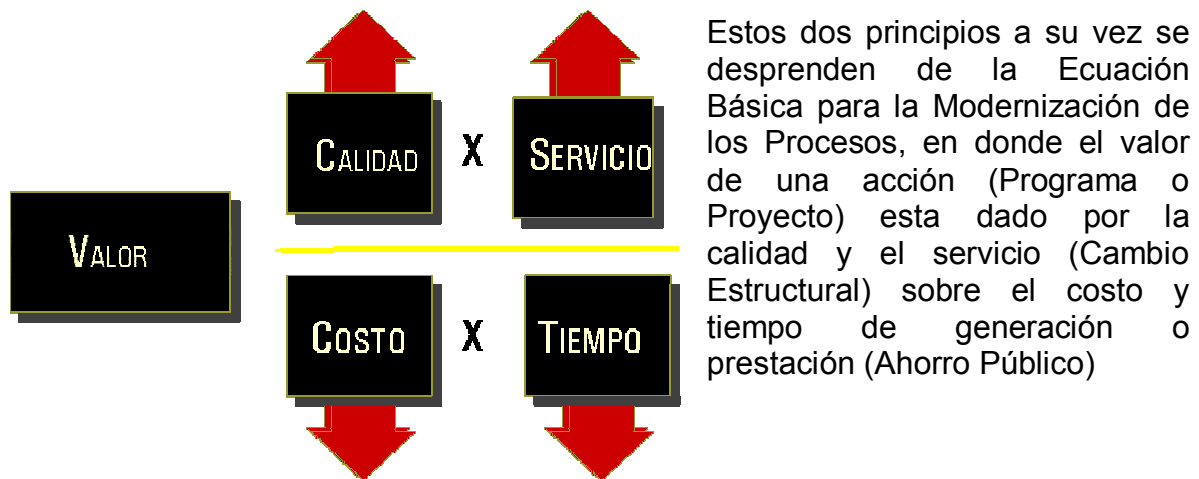 CALIDAD X SERVICIO
VALOR
COSTO X TIEMPO
Estos dos principios a su vez se
desprenden de la Ecuación
Básica para la Modernización de
los Procesos, en donde el valor
de una acción (Programa o
Proyecto) esta dado por la
calidad y el servicio (Cambio
Estructural) sobre el costo y
tiempo de generación o
prestación (Ahorro Público)